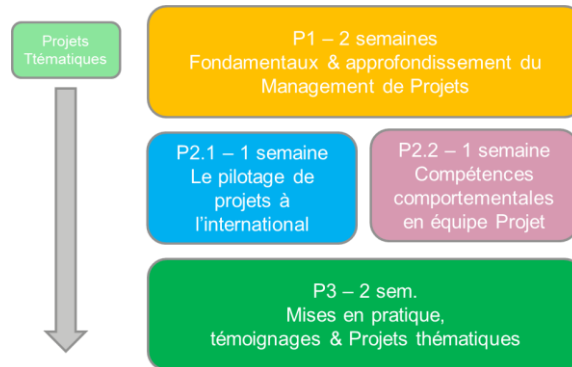 Projets
Ttématiques
P1 – 2 semaines
Fondamentaux & approfondissement du
Management de Projets
P2.1 – 1 semaine
Le pilotage de
projets à
l'international
P2.2 – 1 semaine
Compétences
comportementales
en équipe Projet
P3 – 2 sem.
Mises en pratique,
témoignages & Projets thématiques